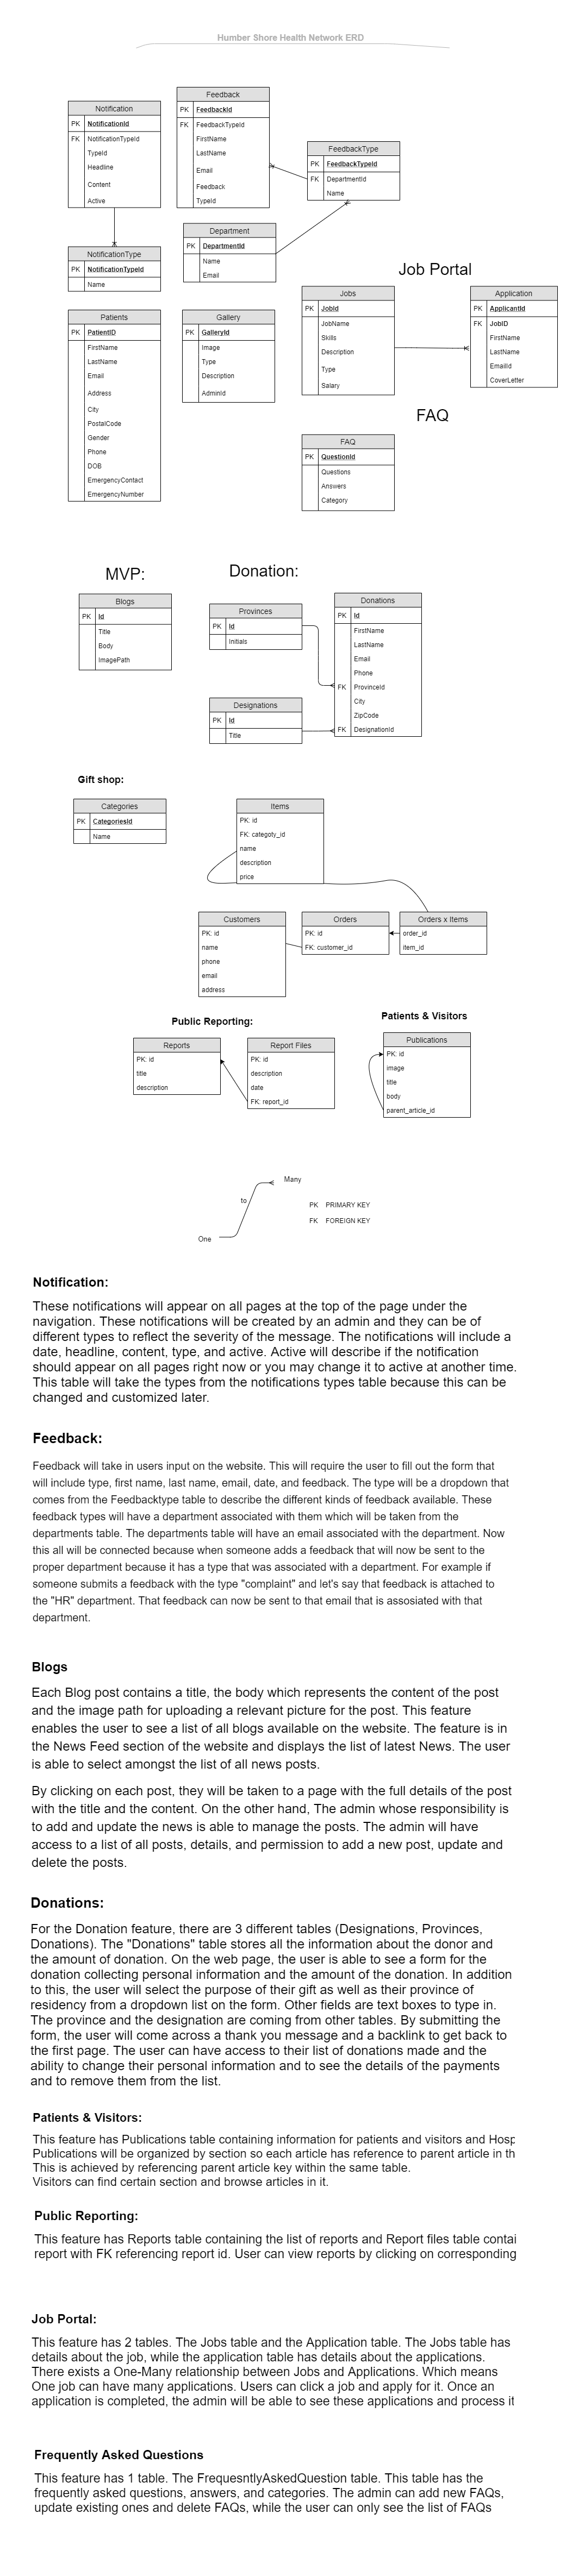 Humber Shore Health Network ERD
Feedback
PK FeedbackId
FK FeedbackTypeId
FirstName
LastName
Email
Feedback
TypeId
Notification
PK NotificationId
FK NotificationTypeId
TypeId
Headline
Content
Active
FeedbackType
PK FeedbackTypeId
FK DepartmentId
Name
Department
PK DepartmentId
Name
Email
NotificationType
PK NotificationTypeId
Name
Job Portal
Jobs
PK JobId
JobName
Skills
Description
Type
Salary
Application
PK ApplicantId
FK JobID
FirstName
LastName
EmailId
CoverLetter
Patients
PK PatientID
FirstName
LastName
Email
Address
City
PostalCode
Gender
Phone
DOB
EmergencyContact
EmergencyNumber
Gallery
PK GalleryId
Image
Type
Description
AdminId
FAQ
FAQ
PK QuestionId
Questions
Answers
Category
MVP:
Blogs
PK Id
Title
Body
ImagePath
Donation:
Provinces
PK Id
Initials
Donations
PK Id
FirstName
LastName
Email
Phone
FK ProvinceId
City
ZipCode
FK DesignationId
Designations
PK Id
Title
Gift shop:
Categories
PK CategoriesId
Name
Items
PK: id
FK: categoty_id
name
description
price
Customers
PK: id
name
phone
email
address
Orders
PK: id
FK: customer_id
Orders x Items
order_id
item_id
Public Reporting:
Reports
PK: id
title
description
Report Files
PK: id
description
date
FK: report_id
Patients & Visitors
Publications
PK: id
image
title
body
parent_article_id
Many
to
One
PK PRIMARY KEY
FK FOREIGN KEY
Notification:
These notifications will appear on all pages at the top of the page under the
navigation. These notifications will be created by an admin and they can be of
different types to reflect the severity of the message. The notifications will include a
date, headline, content, type, and active. Active will describe if the notification
should appear on all pages right now or you may change it to active at another time.
This table will take the types from the notifications types table because this can be
changed and customized later.
Feedback:
Feedback will take in users input on the website. This will require the user to fill out the form that
will include type, first name, last name, email, date, and feedback. The type will be a dropdown that
comes from the Feedbacktype table to describe the different kinds of feedback available. These
feedback types will have a department associated with them which will be taken from the
departments table. The departments table will have an email associated with the department. Now
this all will be connected because when someone adds a feedback that will now be sent to the
proper department because it has a type that was associated with a department. For example if
someone submits a feedback with the type "complaint" and let's say that feedback is attached to
the "HR" department. That feedback can now be sent to that email that is assosiated with that
department.
Blogs
Each Blog post contains a title, the body which represents the content of the post
and the image path for uploading a relevant picture for the post. This feature
enables the user to see a list of all blogs available on the website. The feature is in
the News Feed section of the website and displays the list of latest News. The user
is able to select amongst the list of all news posts.
By clicking on each post, they will be taken to a page with the full details of the post
with the title and the content. On the other hand, The admin whose responsibility is
to add and update the news is able to manage the posts. The admin will have
access to a list of all posts, details, and permission to add a new post, update and
delete the posts.
Donations:
For the Donation feature, there are 3 different tables (Designations, Provinces,
Donations). The "Donations" table stores all the information about the donor and
the amount of donation. On the web page, the user is able to see a form for the
donation collecting personal information and the amount of the donation. In addition
to this, the user will select the purpose of their gift as well as their province of
residency from a dropdown list on the form. Other fields are text boxes to type in.
The province and the designation are coming from other tables. By submitting the
form, the user will come across a thank you message and a backlink to get back to
the first page. The user can have access to their list of donations made and the
ability to change their personal information and to see the details of the payments
and to remove them from the list.
Patients & Visitors:
This feature has Publications table containing information for patients and visitors and Hosp
Publications will be organized by section so each article has reference to parent article in th
This is achieved by referencing parent article key within the same table.
Visitors can find certain section and browse articles in it.
Public Reporting:
This feature has Reports table containing the list of reports and Report files table contai
report with FK referencing report id. User can view reports by clicking on corresponding
Job Portal:
This feature has 2 tables. The Jobs table and the Application table. The Jobs table has
details about the job, while the application table has details about the applications.
There exists a One-Many relationship between Jobs and Applications. Which means
One job can have many applications. Users can click a job and apply for it. Once an
application is completed, the admin will be able to see these applications and process it
Frequently Asked Questions
This feature has 1 table. The FrequesntlyAskedQuestion table. This table has the
frequently asked questions, answers, and categories. The admin can add new FAQs,
update existing ones and delete FAQs, while the user can only see the list of FAQs